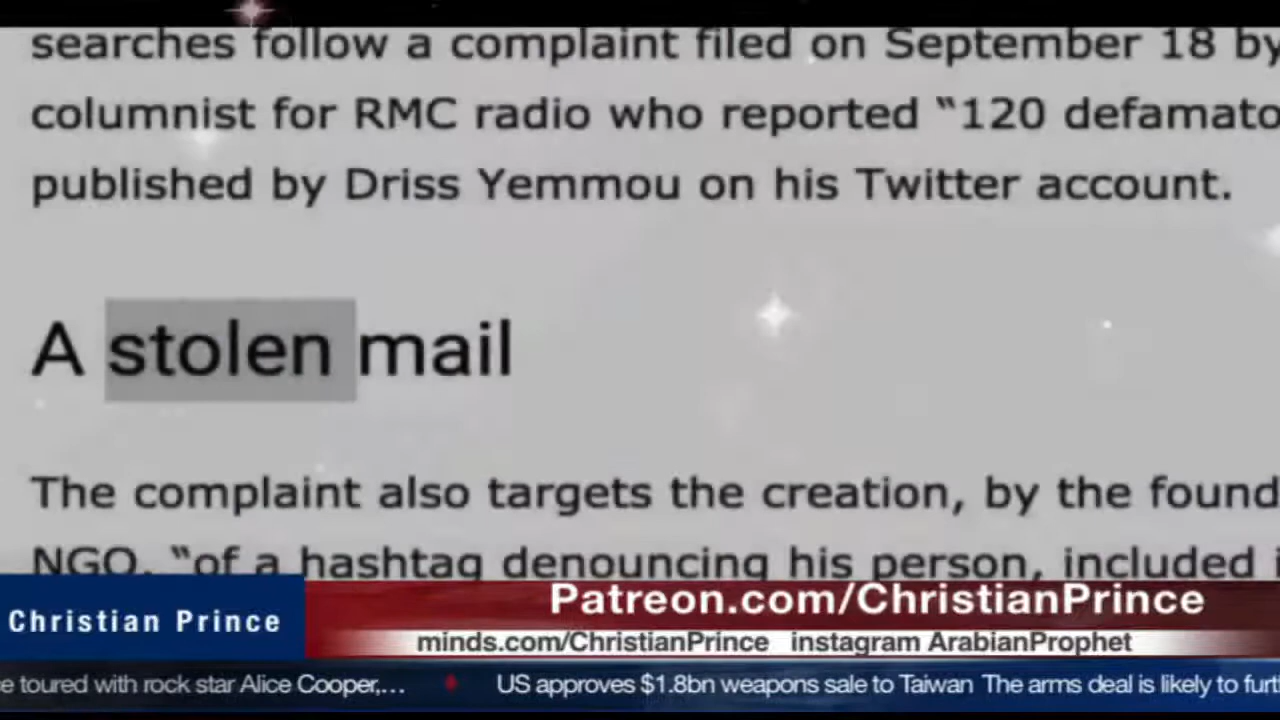 searches follow a complaint filed on September 18 by
columnist for RMC radio who reported “120 defamato
published by Driss Yemmou on his Twitter account.
A stolen mail
The complaint also targets the creation, by the found
NGO, “of a hashtag denouncing his person, included i
Christian Prince
Patreon.com/ChristianPrince
minds.com/ChristianPrince instagram ArabianProphet
e toured with rock star Alice Cooper,... US approves $1.8bn weapons sale to Taiwan The arms deal is likely to furt